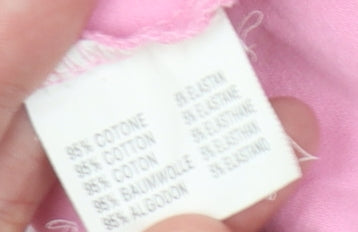 95% COTONE 5% ELASTAN
95% COTTON 5% ELASTANE
95% COTON 5% ELASTHANE
95% BAUMWOLLE 5% ELASTHAN
95% ALGODON 5% ELASTANO